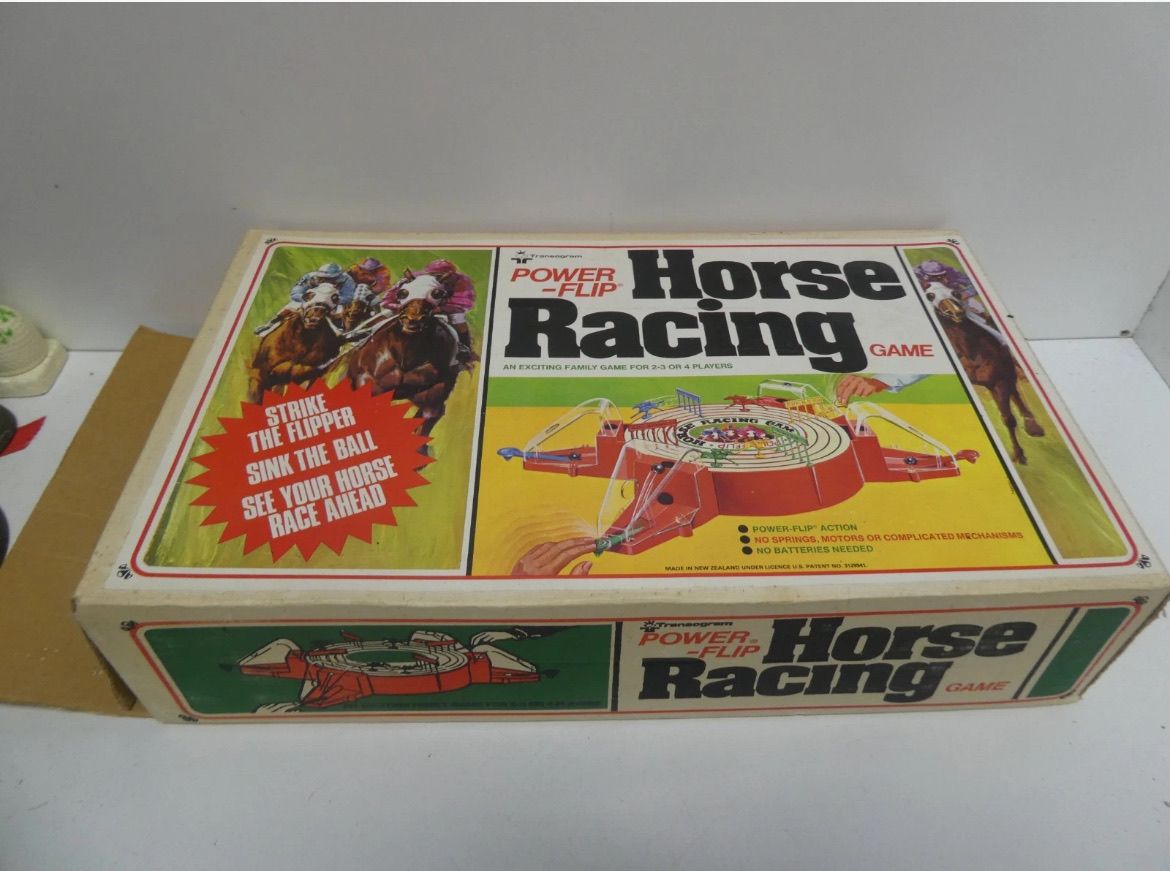 Transogram
POWER
-FLIP®
Horse
Racing
GAME
AN EXCITING FAMILY GAME FOR 2-3 OR 4 PLAYERS
STRIKE
THE FLIPPER
SINK THE BALL
SEE YOUR HORSE
RACE AHEAD
RACING GAM
● POWER-FLIP® ACTION
● NO SPRINGS, MOTORS OR COMPLICATED MECHANISMS
● NO BATTERIES NEEDED
MADE IN NEW ZEALAND UNDER LICENCE U.S. PATENT NO.
Transogram
POWER®
-FLIP
Horse
Racing
GAME